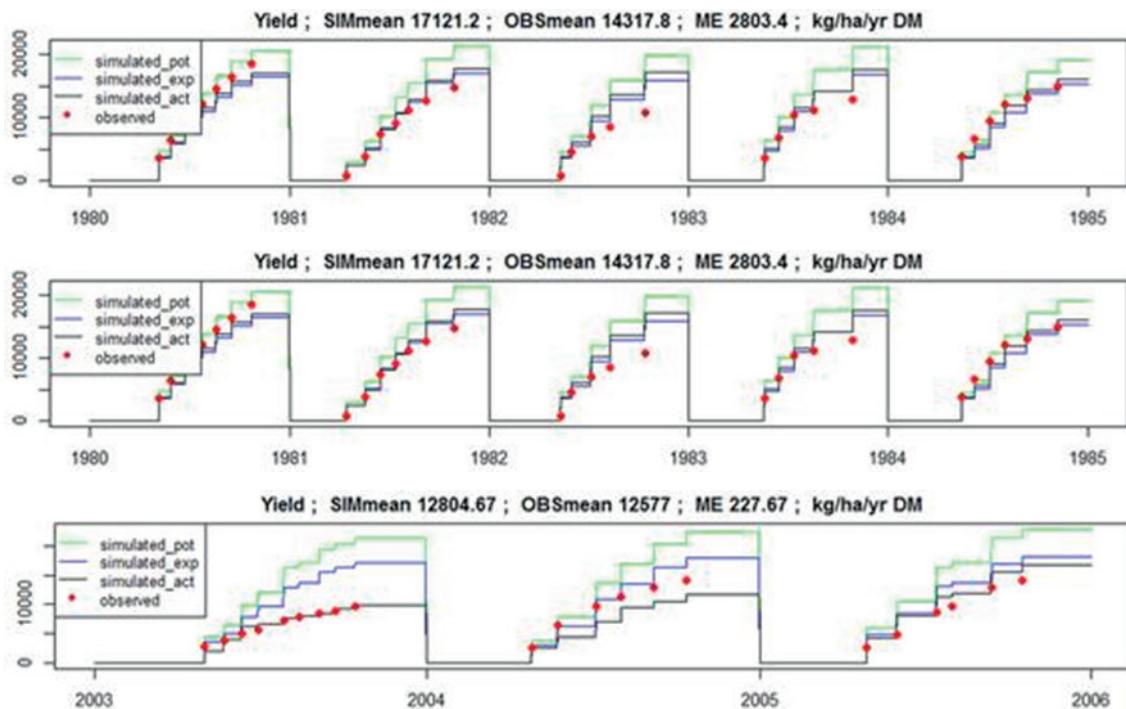 Yield ; SIMmean 17121.2 ; OBSmean 14317.8 ; ME 2803.4 ; kg/ha/yr DM
20000
10000
0
simulated_pot
simulated_exp
simulated_act
observed
1980 1981 1982 1983 1984 1985
Yield ; SIMmean 17121.2 ; OBSmean 14317.8 ; ME 2803.4 ; kg/ha/yr DM
20000
10000
0
simulated_pot
simulated_exp
simulated_act
observed
1980 1981 1982 1983 1984 1985
Yield ; SIMmean 12804.67 ; OBSmean 12577 ; ME 227.67 ; kg/ha/yr DM
10000
0
simulated_pot
simulated_exp
simulated_act
observed
2003 2004 2005 2006